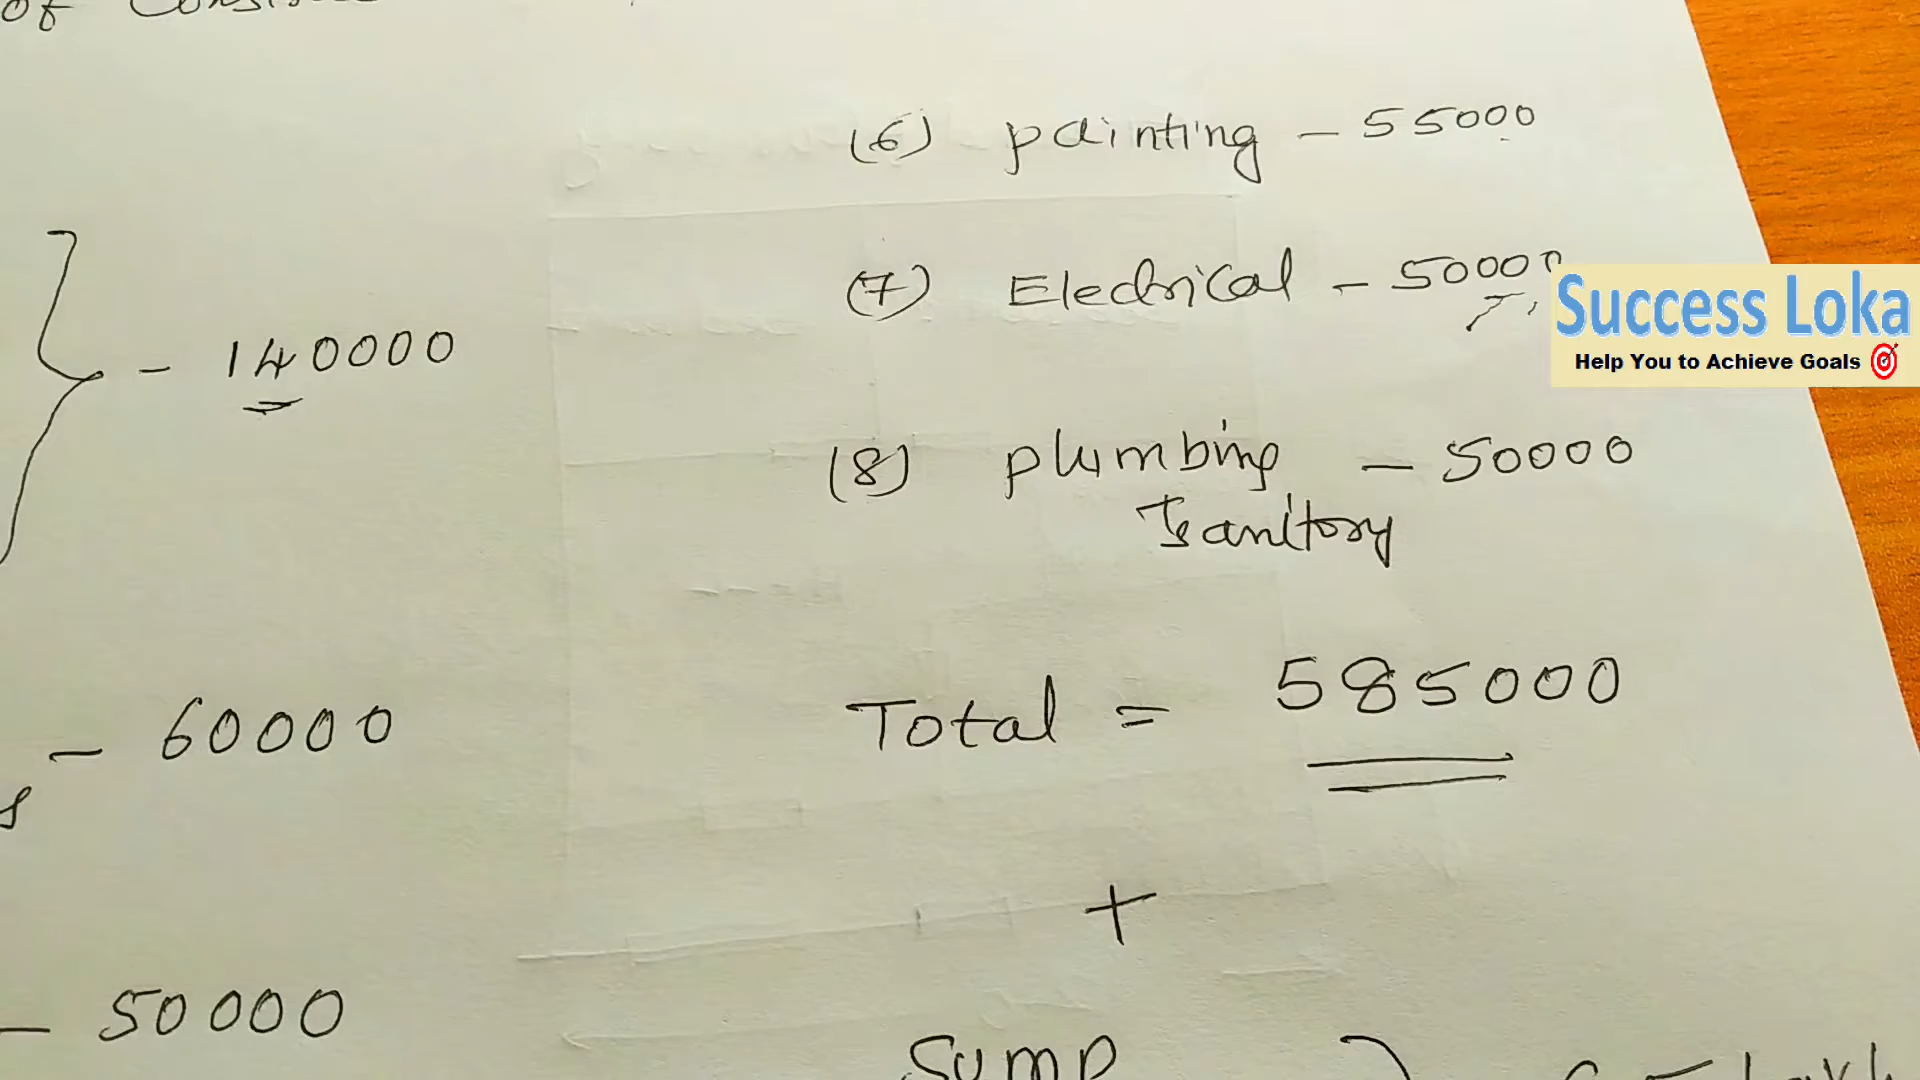 of
- 140000
- 60000
- 50000
(6) painting - 55000
(7) Electrical - 50000
(8) plumbing - 50000
sanitory
Total = 585000
+
Sump
Success Loka
Help You to Achieve Goals